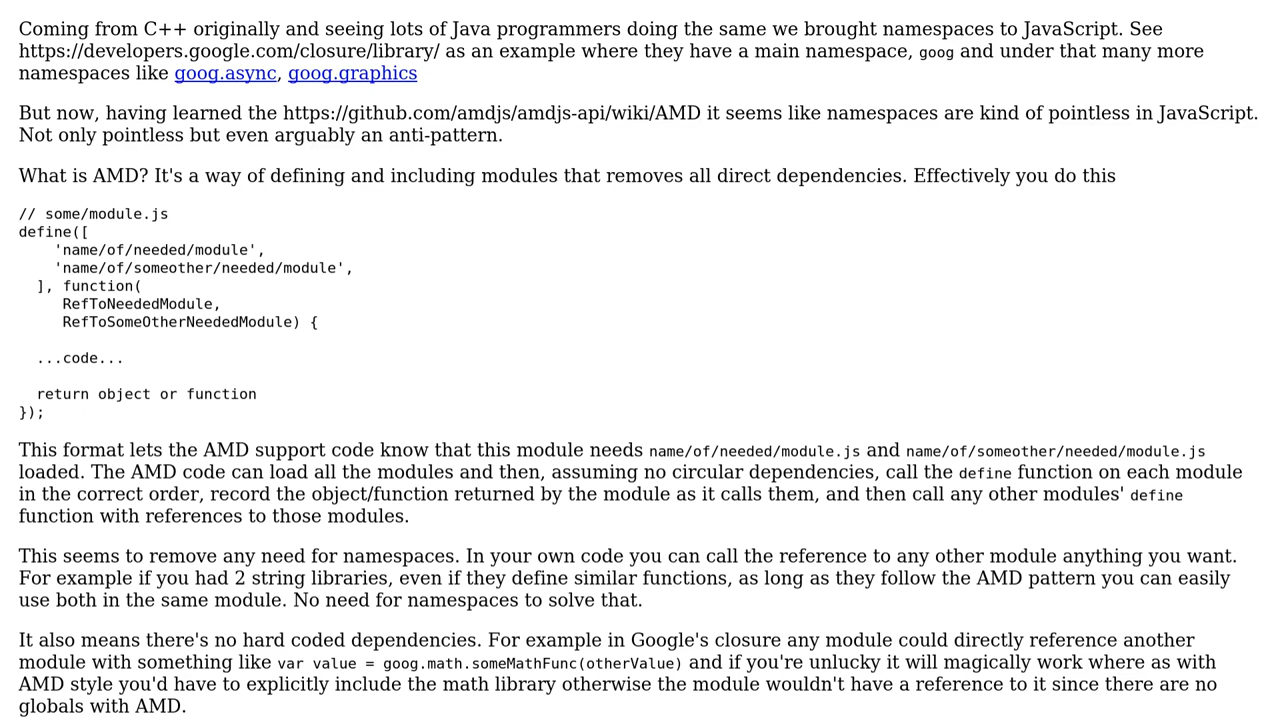 Coming from C++ originally and seeing lots of Java programmers doing the same we brought namespaces to JavaScript. See
https://developers.google.com/closure/library/ as an example where they have a main namespace, goog and under that many more
namespaces like goog.async, goog.graphics
But now, having learned the https://github.com/amdjs/amdjs-api/wiki/AMD it seems like namespaces are kind of pointless in JavaScript.
Not only pointless but even arguably an anti-pattern.
What is AMD? It's a way of defining and including modules that removes all direct dependencies. Effectively you do this
// some/module.js
define([
    'name/of/needed/module',
    'name/of/someother/needed/module',
  ], function(
     RefToNeededModule,
     RefToSomeOtherNeededModule) {
  ...code...
  return object or function
});
This format lets the AMD support code know that this module needs name/of/needed/module.js and name/of/someother/needed/module.js
loaded. The AMD code can load all the modules and then, assuming no circular dependencies, call the define function on each module
in the correct order, record the object/function returned by the module as it calls them, and then call any other modules' define
function with references to those modules.
This seems to remove any need for namespaces. In your own code you can call the reference to any other module anything you want.
For example if you had 2 string libraries, even if they define similar functions, as long as they follow the AMD pattern you can easily
use both in the same module. No need for namespaces to solve that.
It also means there's no hard coded dependencies. For example in Google's closure any module could directly reference another
module with something like var value = goog.math.someMathFunc(otherValue) and if you're unlucky it will magically work where as with
AMD style you'd have to explicitly include the math library otherwise the module wouldn't have a reference to it since there are no
globals with AMD.